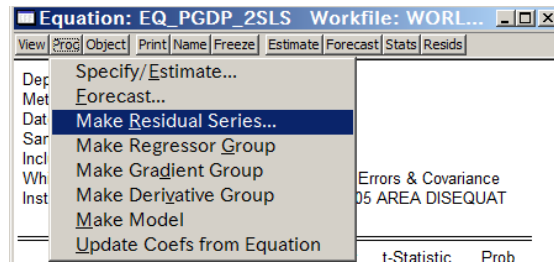 Equation: EQ_PGDP_2SLS Workfile: WORL...
View Proc Object Print Name Freeze Estimate Forecast Stats Resids
Specify/Estimate...
Dep
Forecast...
Met
Dat
Make Residual Series...
Sar
Make Regressor Group
Incl
Make Gradient Group
Wh
Errors & Covariance
Make Derivative Group
Inst
05 AREA DISEQUAT
Make Model
Update Coefs from Equation
t-Statistic Prob